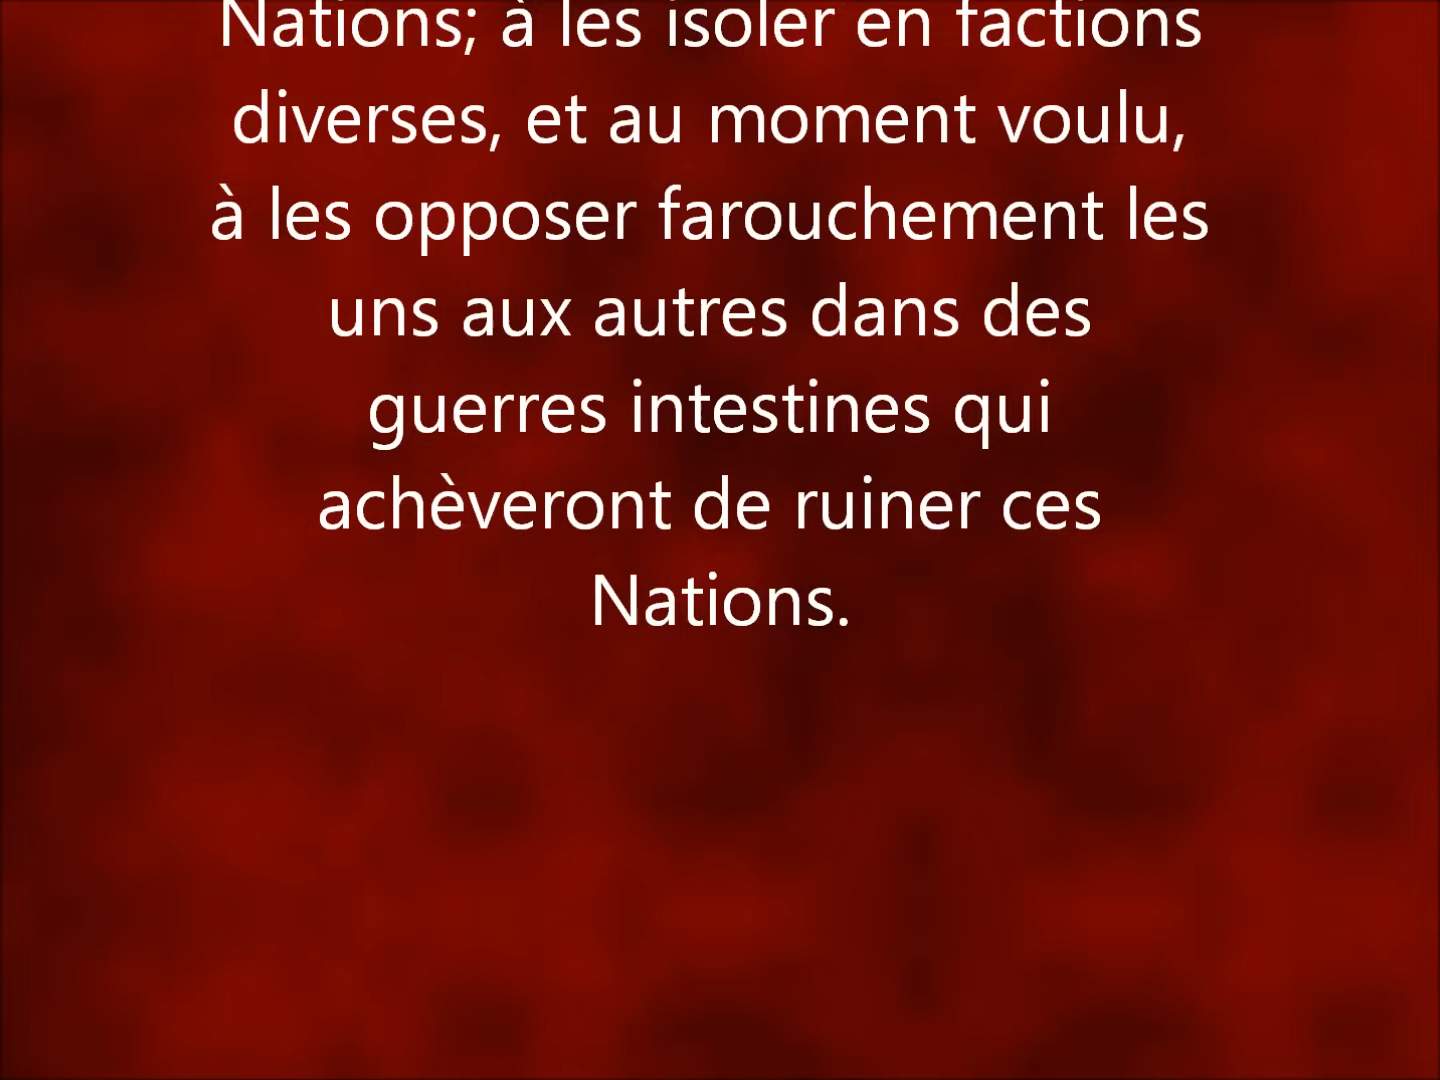 Nations; à les isoler en factions
diverses, et au moment voulu,
à les opposer farouchement les
uns aux autres dans des
guerres intestines qui
achèveront de ruiner ces
Nations.